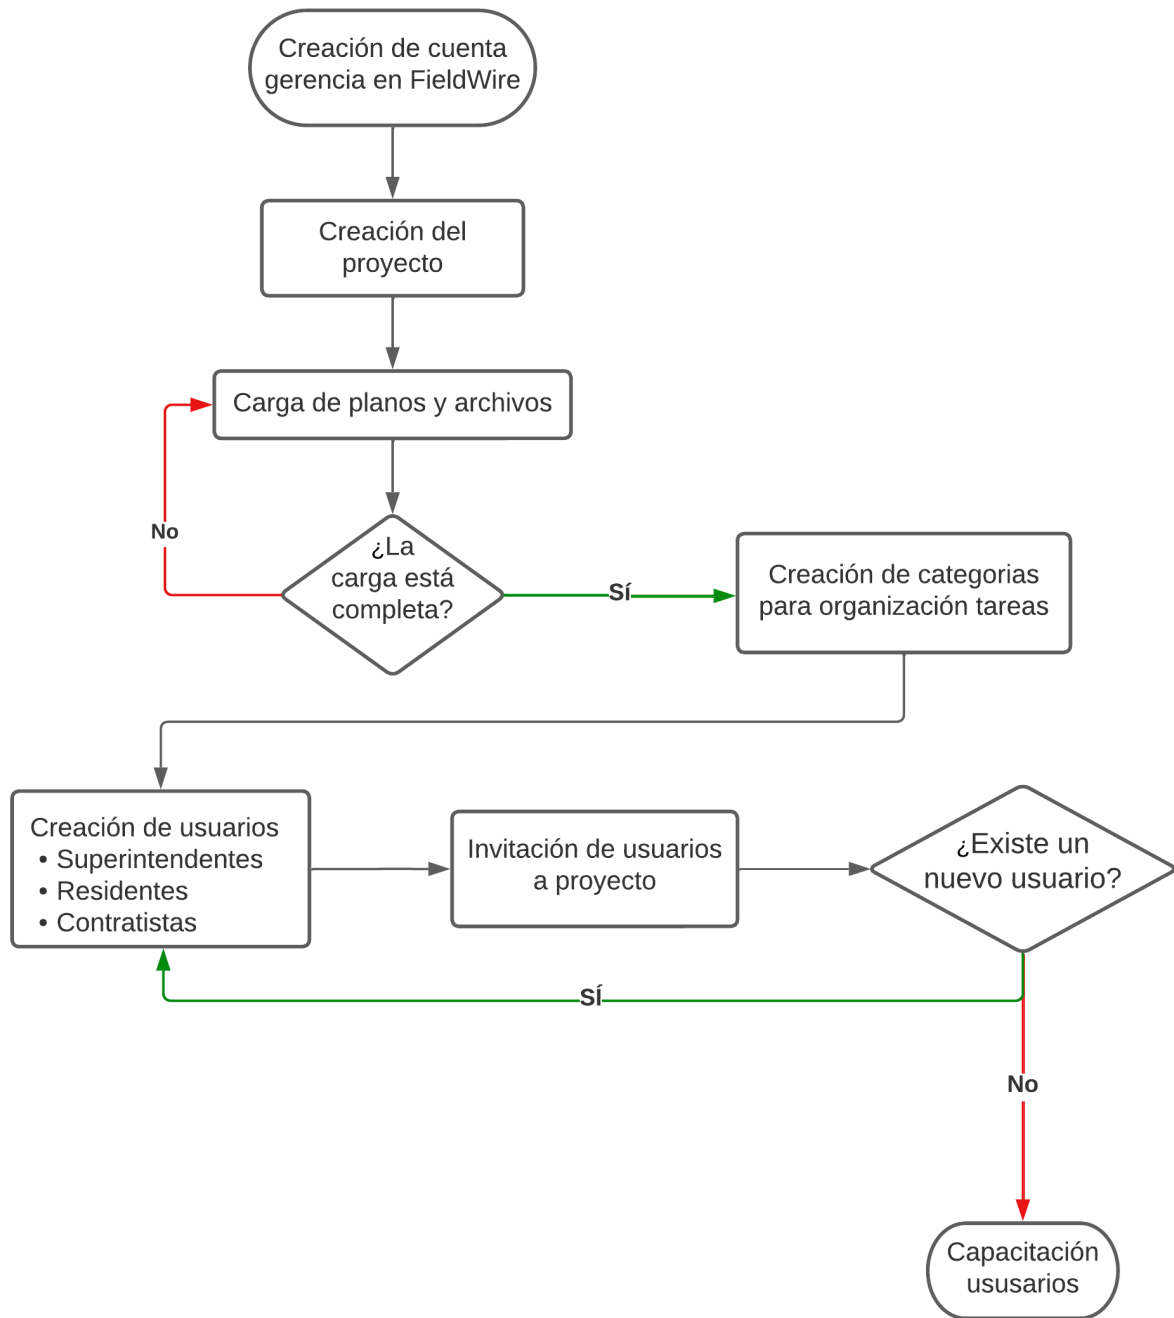 Creación de cuenta
gerencia en FieldWire
Creación del
proyecto
Carga de planos y archivos
No
¿La
carga está
completa?
Sí
Creación de categorias
para organización tareas
Creación de usuarios
• Superintendentes
• Residentes
• Contratistas
Invitación de usuarios
a proyecto
¿Existe un
nuevo usuario?
SÍ
No
Capacitación
ususarios